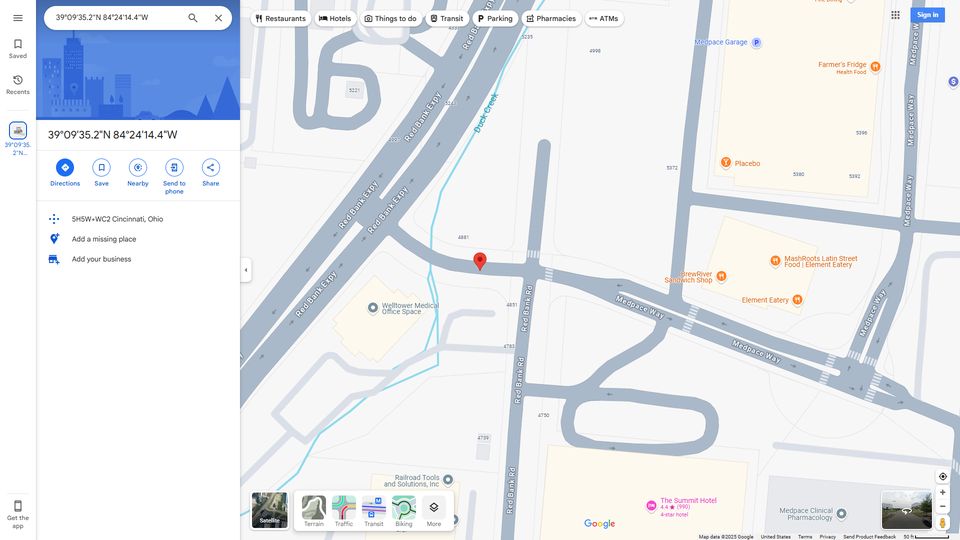 39°09'35.2"N 84°24'14.4"W
Saved
Recents
39°09'35.
2"N...
Get the
app
39°09'35.2"N 84°24'14.4"W
Directions
Save
Nearby
Send to
phone
Share
5H5W+WC2 Cincinnati, Ohio
Add a missing place
Add your business
Restaurants
Hotels
Things to do
Transit
Parking
Pharmacies
ATMs
Sign in
5235
4998
Medpace Garage
P
Farmer's Fridge
Health Food
Medpace Way
5221
Red Bank Expy
Duck Creek
5396
Placebo
5372
5380
5392
Medpace Way
Red Bank Expy
Red Bank Expy
4881
MashRoots Latin Street
Food | Element Eatery
Sandwich Shop
Element Eatery
Red Bank Expy
Welltower Medical
Office Space
4851
Red Bank Rd
Medpace Way
Medpace Way
Medpace Way
4783
Red Bank Rd
4750
4739
Railroad Tools
and Solutions, Inc
Red Bank Rd
The Summit Hotel
4.4 ★ (990)
4-star hotel
Medpace Clinical
Pharmacology
Satellite
Terrain
Traffic
Transit
Biking
More
Google
Map data ©2025 Google
United States
Terms
Privacy
Send Product Feedback
50 ft